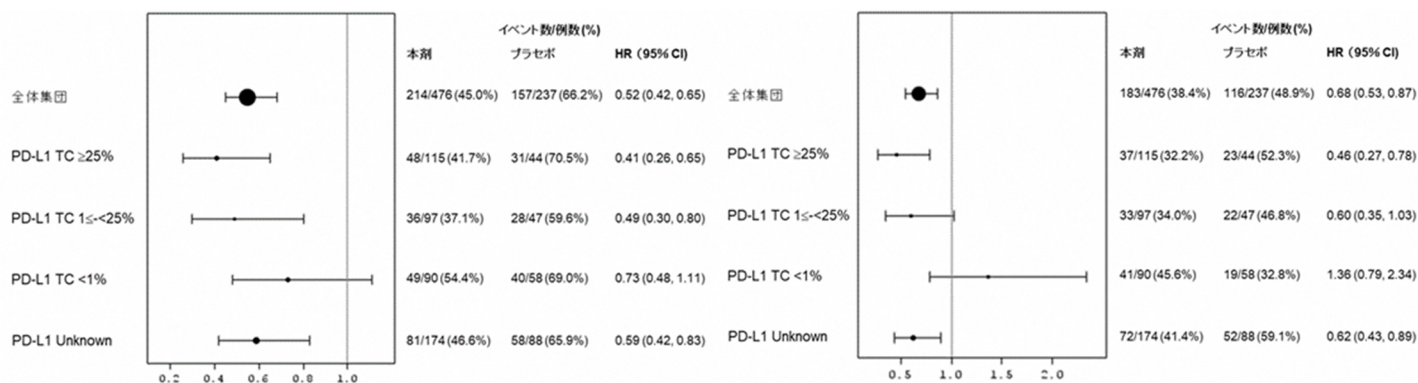 イベント数/例数(%)
本剤 プラセボ HR (95% CI)
全体集団 214/476 (45.0%) 157/237 (66.2%) 0.52 (0.42, 0.65)
PD-L1 TC ≥25% 48/115 (41.7%) 31/44 (70.5%) 0.41 (0.26, 0.65)
PD-L1 TC 1≤-<25% 36/97 (37.1%) 28/47 (59.6%) 0.49 (0.30, 0.80)
PD-L1 TC <1% 49/90 (54.4%) 40/58 (69.0%) 0.73 (0.48, 1.11)
PD-L1 Unknown 81/174 (46.6%) 58/88 (65.9%) 0.59 (0.42, 0.83)
0.2 0.4 0.6 0.8 1.0
イベント数/例数(%)
本剤 プラセボ HR (95% CI)
全体集団 183/476 (38.4%) 116/237 (48.9%) 0.68 (0.53, 0.87)
PD-L1 TC ≥25% 37/115 (32.2%) 23/44 (52.3%) 0.46 (0.27, 0.78)
PD-L1 TC 1≤-<25% 33/97 (34.0%) 22/47 (46.8%) 0.60 (0.35, 1.03)
PD-L1 TC <1% 41/90 (45.6%) 19/58 (32.8%) 1.36 (0.79, 2.34)
PD-L1 Unknown 72/174 (41.4%) 52/88 (59.1%) 0.62 (0.43, 0.89)
0.5 1.0 2.0